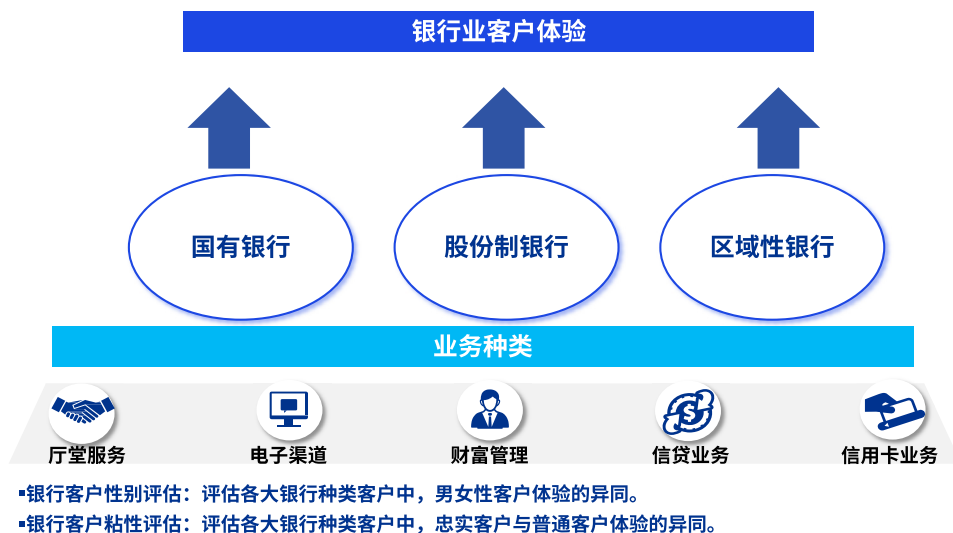 银行业客户体验
国有银行
股份制银行
区域性银行
业务种类
厅堂服务
电子渠道
财富管理
信贷业务
信用卡业务
▪银行客户性别评估：评估各大银行种类客户中，男女性客户体验的异同。
▪银行客户粘性评估：评估各大银行种类客户中，忠实客户与普通客户体验的异同。